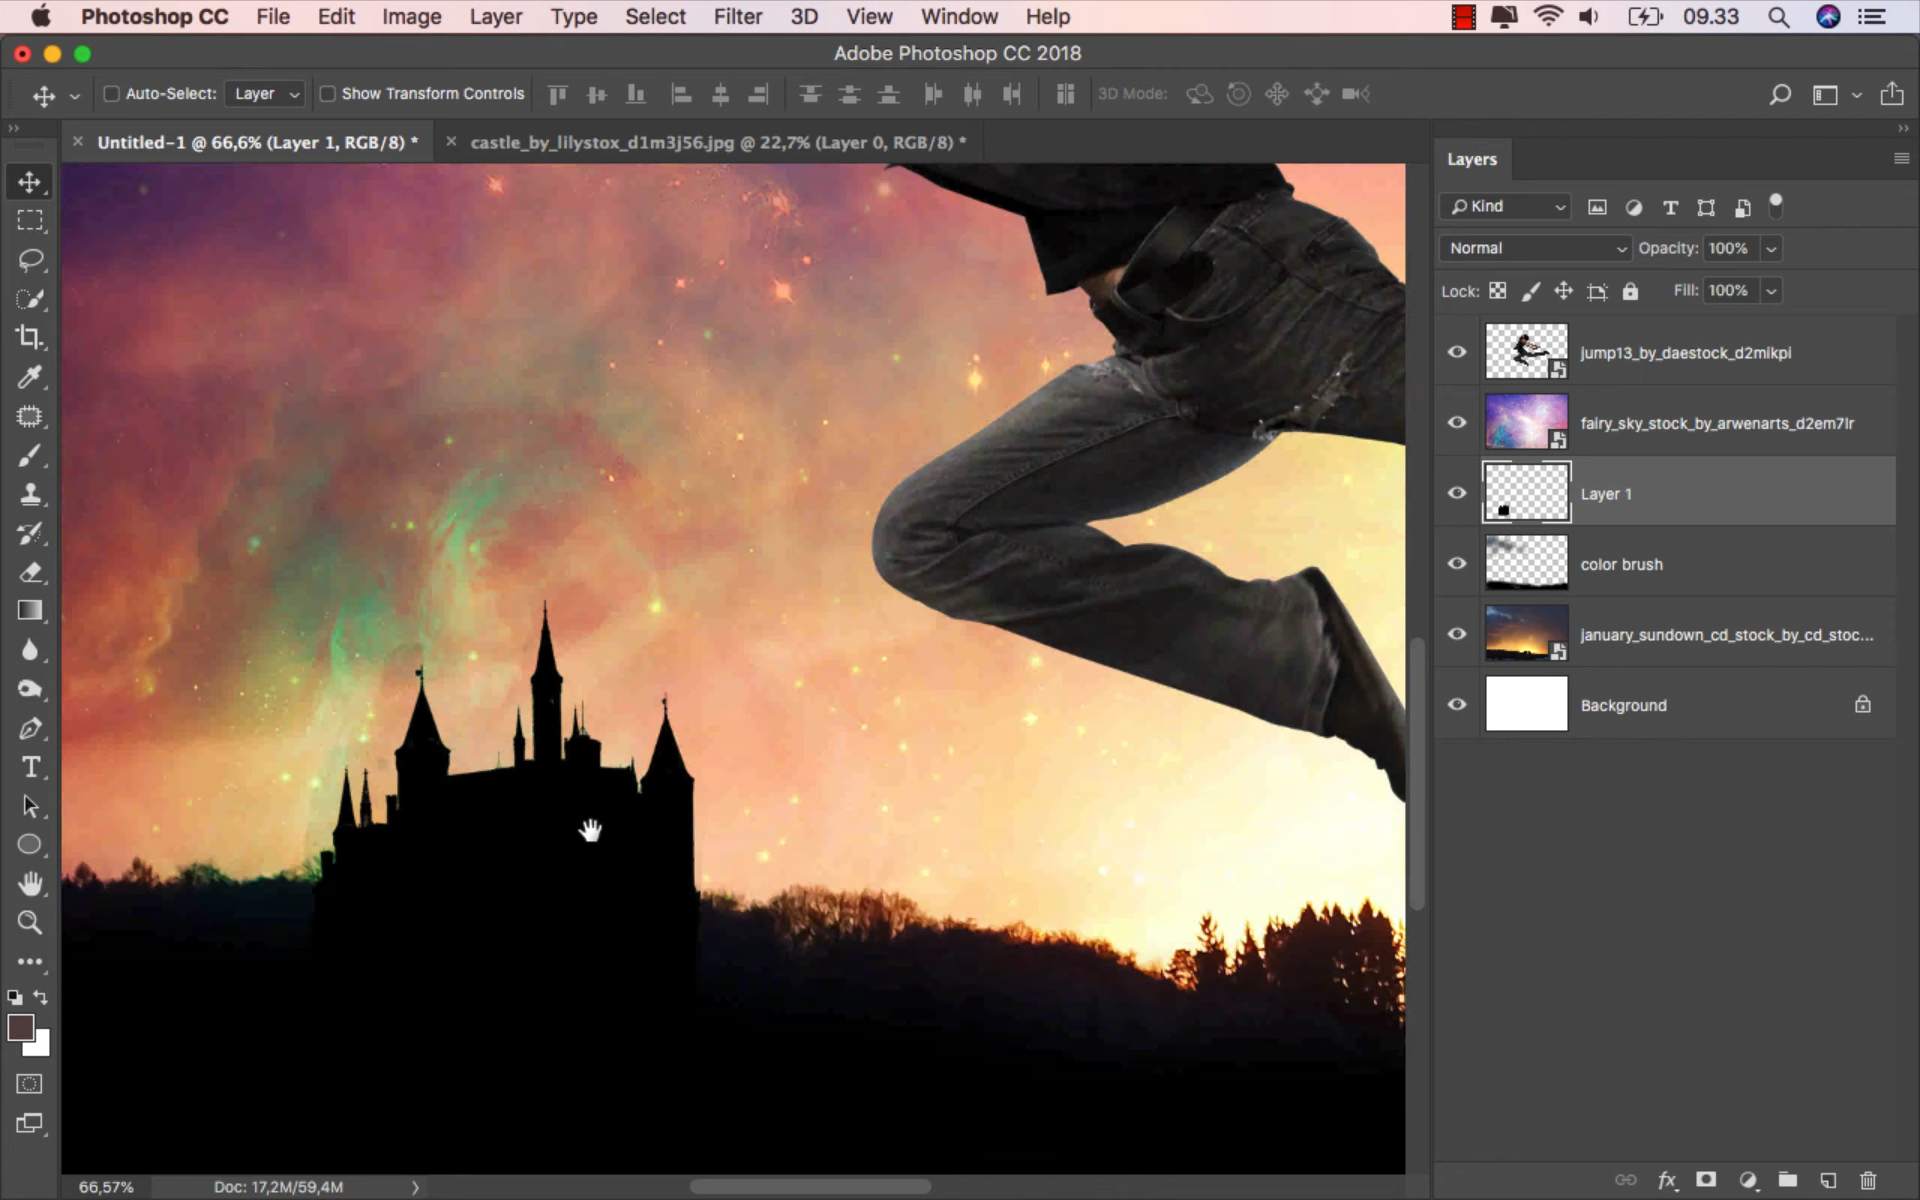 Photoshop CC File Edit Image Layer Type Select Filter 3D View Window Help 09.33
Adobe Photoshop CC 2018
Auto-Select: Layer Show Transform Controls 3D Mode:
Untitled-1 @ 66,6% (Layer 1, RGB/8) * castle_by_lilystox_d1m3j56.jpg @ 22,7% (Layer 0, RGB/8) *
Layers
Kind
Normal Opacity: 100%
Lock: Fill: 100%
jump13_by_daestock_d2mlkpi
fairy_sky_stock_by_arwenarts_d2em7lr
Layer 1
color brush
january_sundown_cd_stock_by_cd_stoc...
Background
66,57% Doc: 17,2M/59,4M